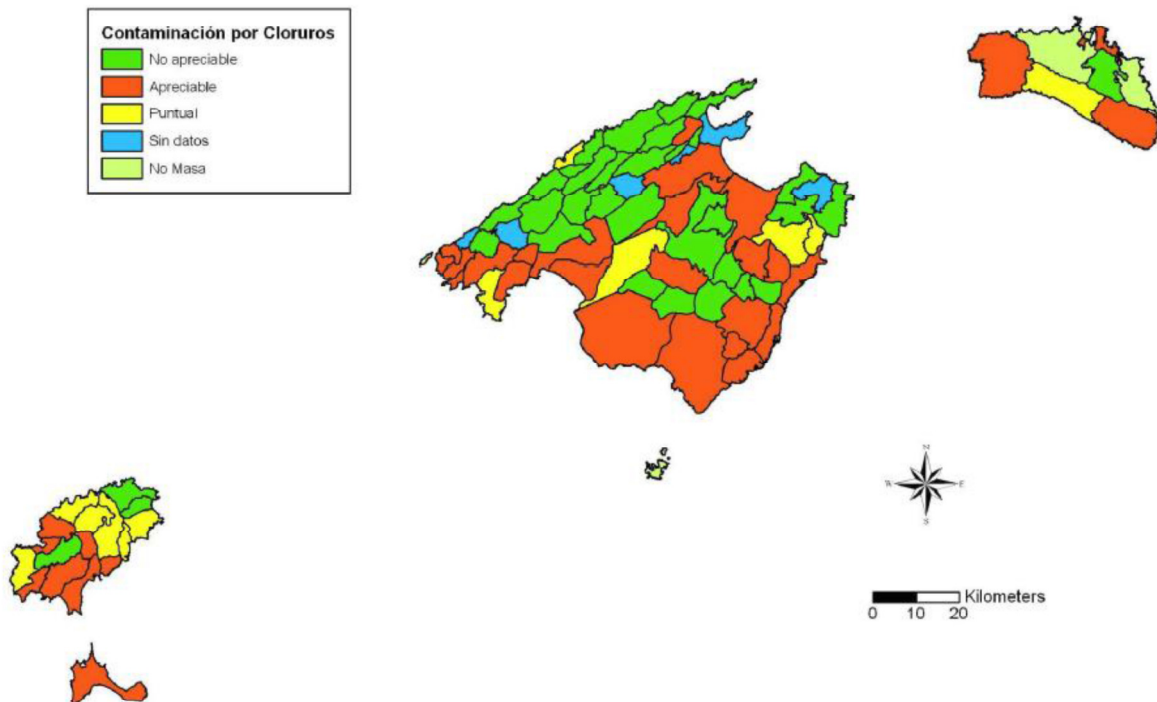 Contaminación por Cloruros
No apreciable
Apreciable
Puntual
Sin datos
No Masa
N
W
E
S
Kilometers
0 10 20